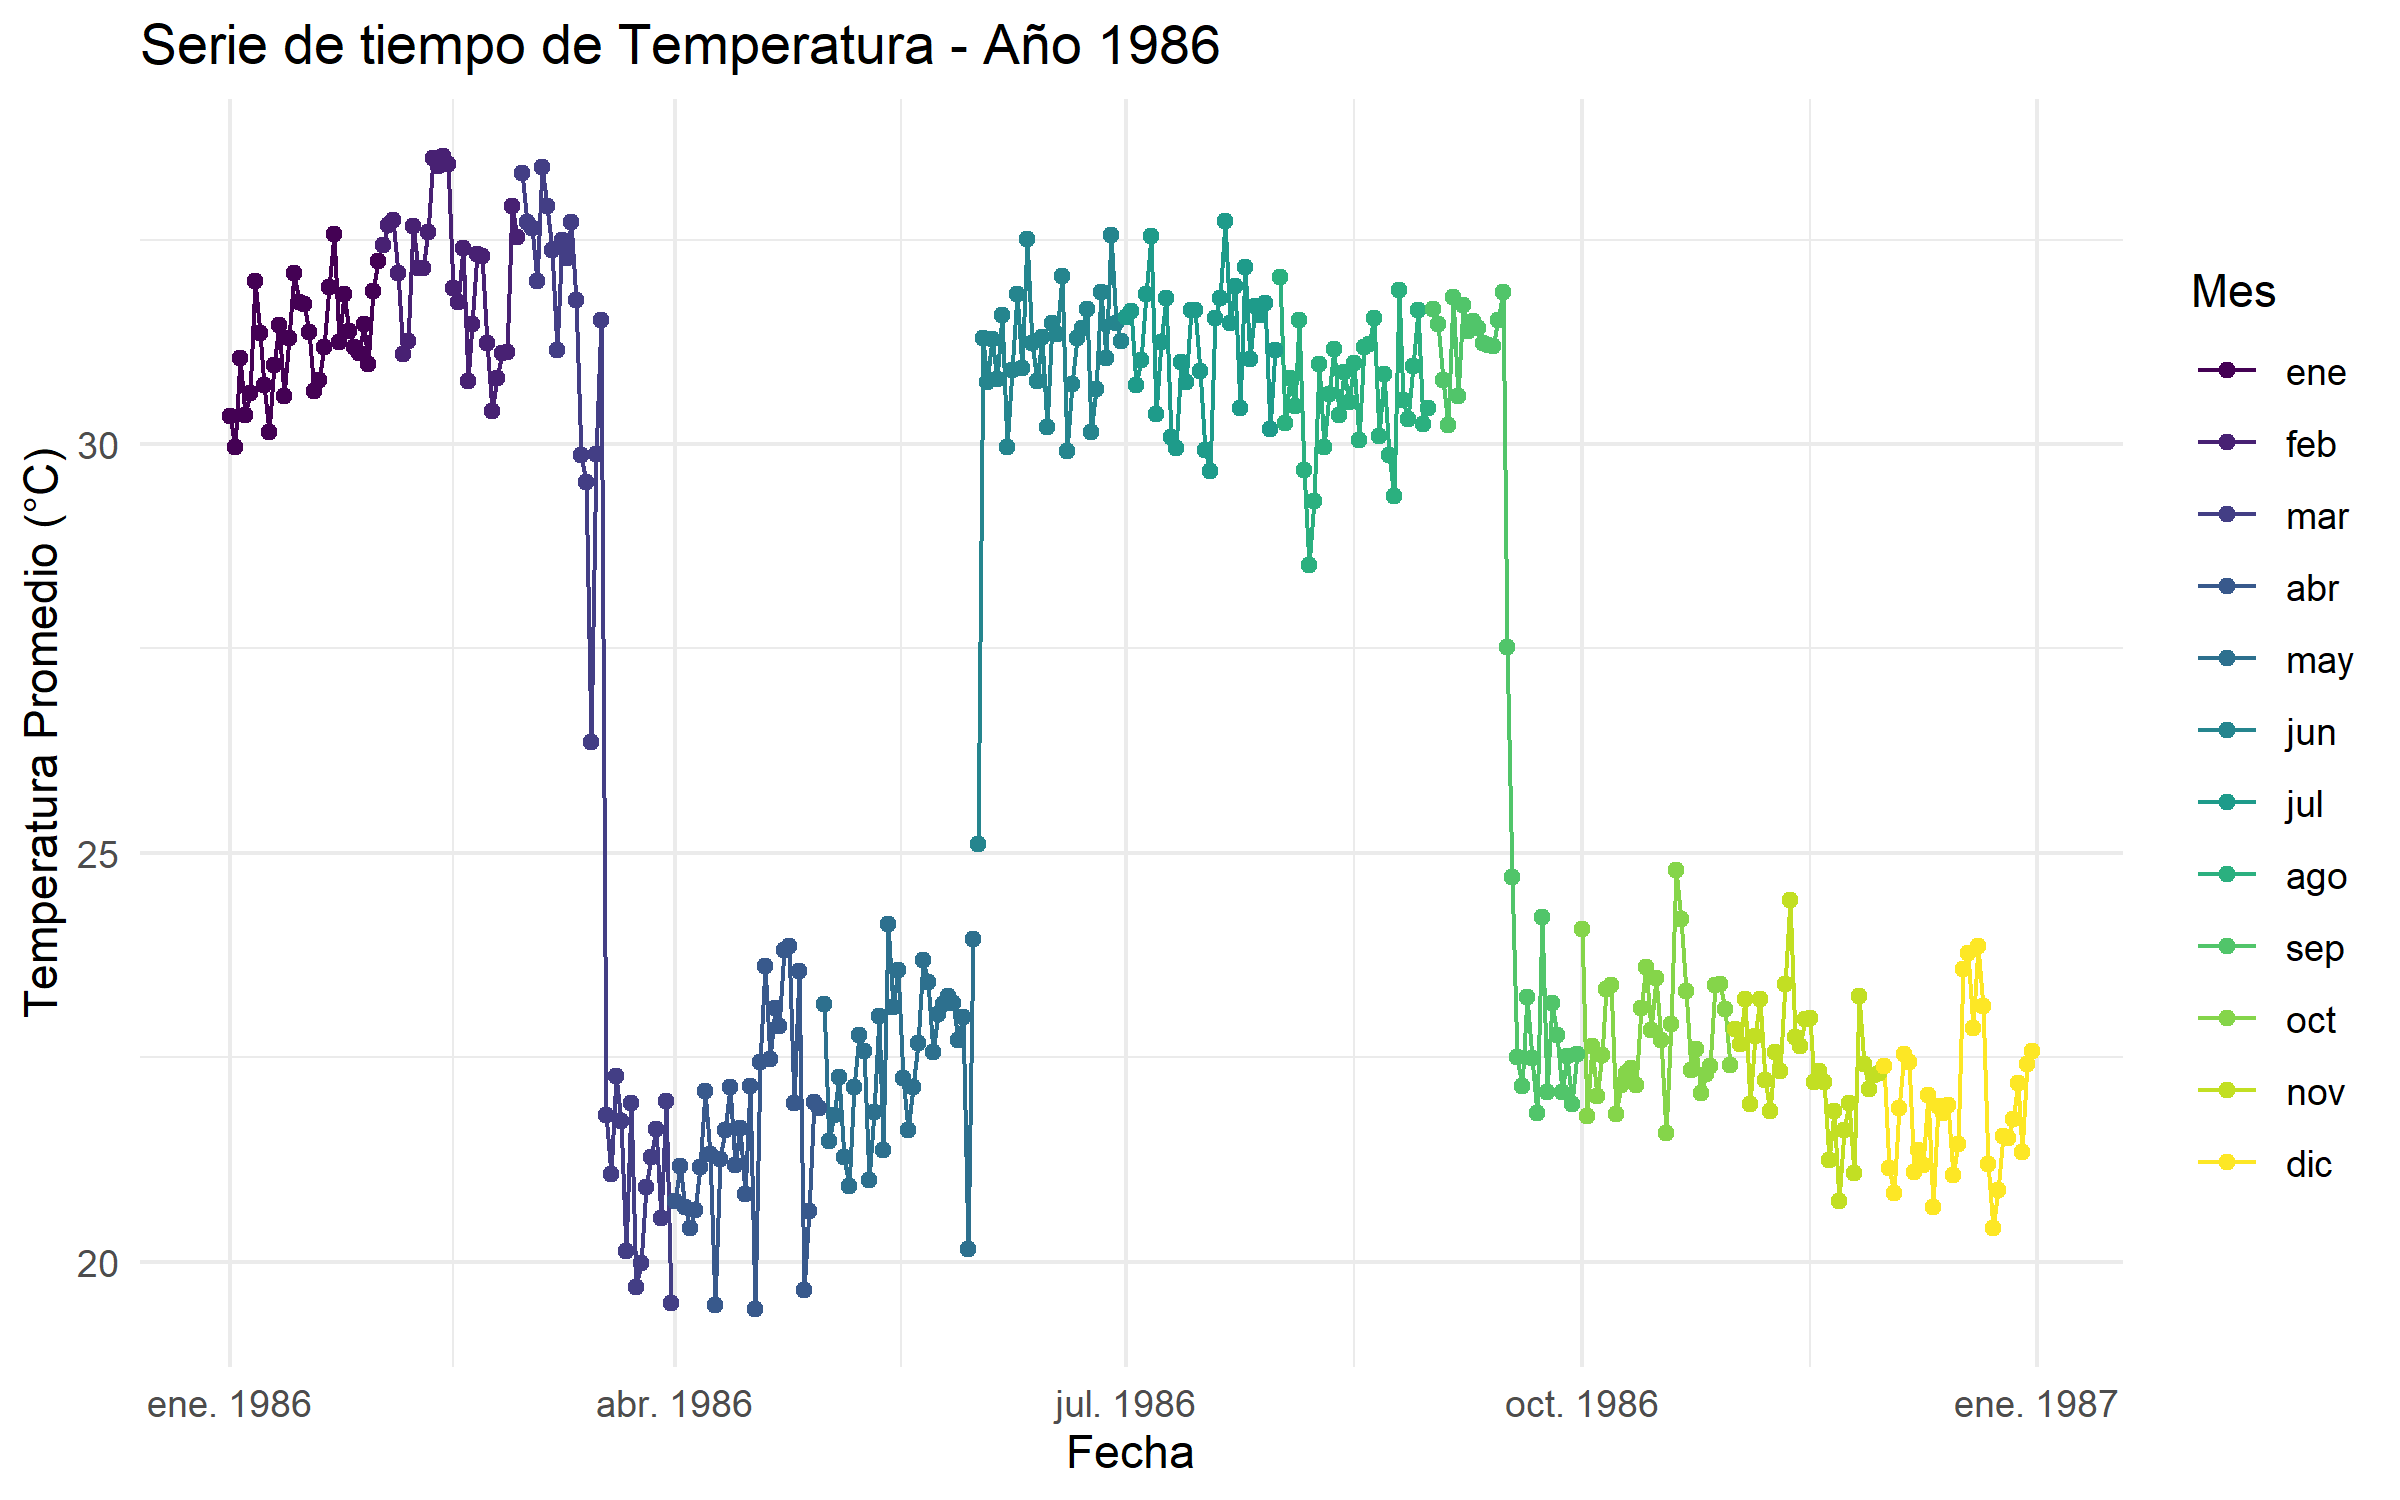 Serie de tiempo de Temperatura - Año 1986
Temperatura Promedio (°C)
30
25
20
ene. 1986
abr. 1986
jul. 1986
oct. 1986
ene. 1987
Fecha
Mes
ene
feb
mar
abr
may
jun
jul
ago
sep
oct
nov
dic